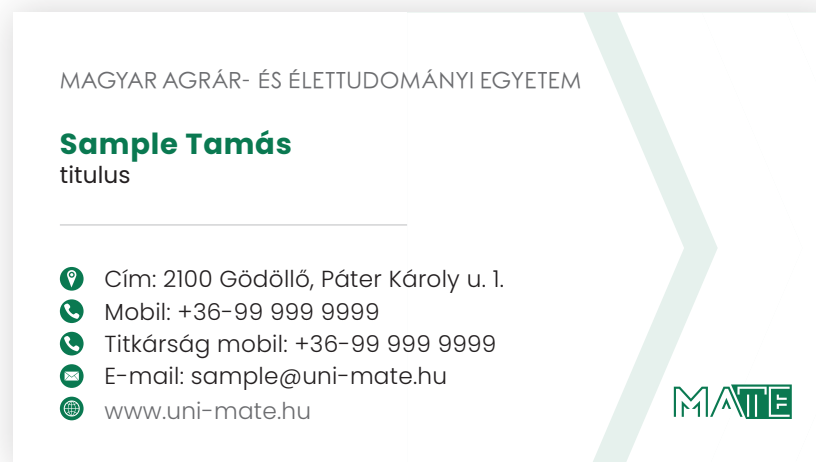 MAGYAR AGRÁR- ÉS ÉLETTUDOMÁNYI EGYETEM
Sample Tamás
titulus
Cím: 2100 Gödöllő, Páter Károly u. 1.
Mobil: +36-99 999 9999
Titkárság mobil: +36-99 999 9999
E-mail: sample@uni-mate.hu
www.uni-mate.hu
MATE